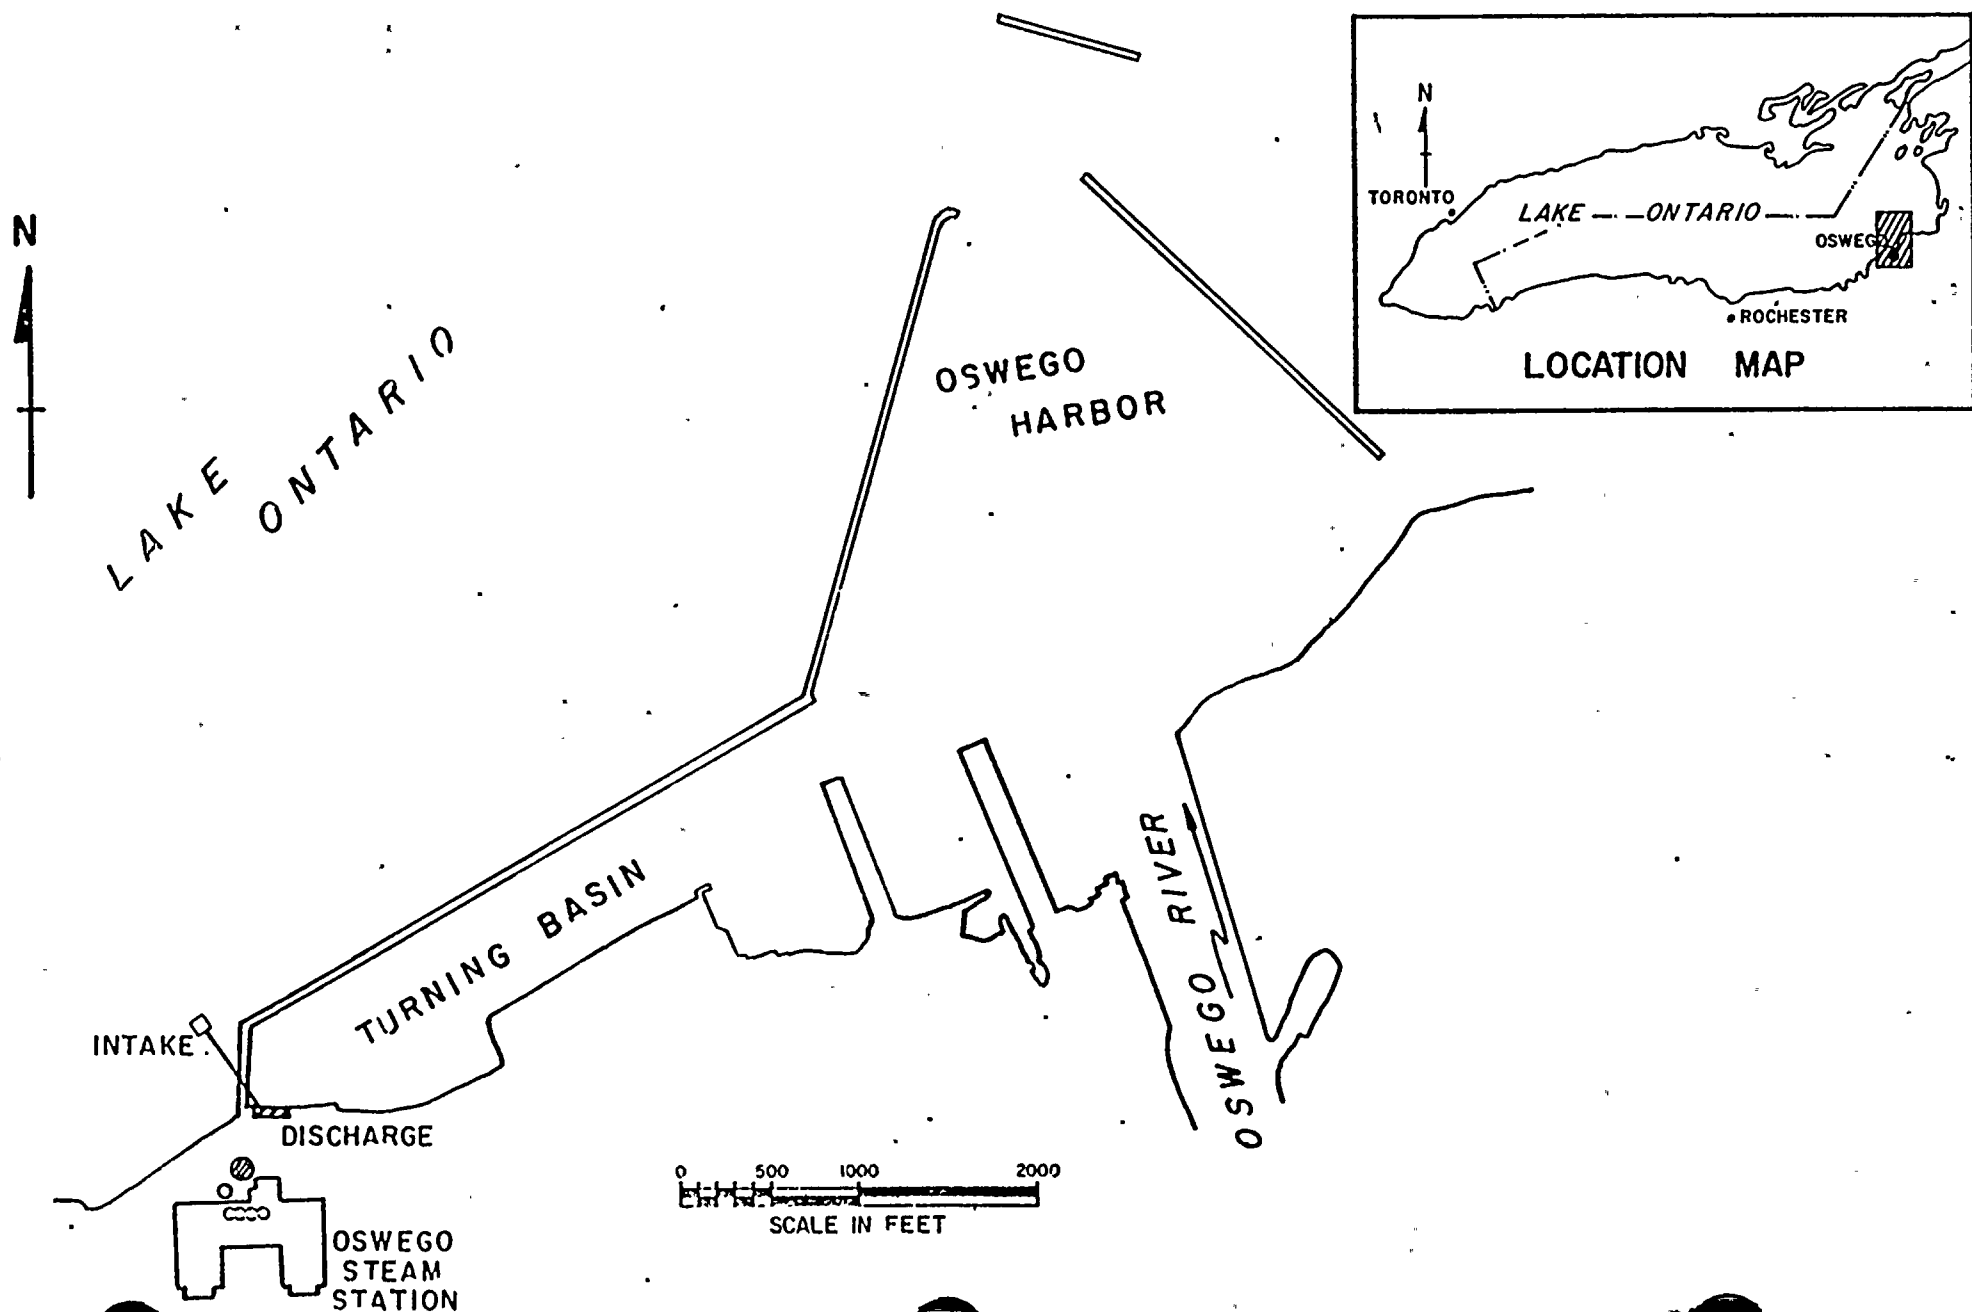 N
LAKE
ONTARIO
OSWEGO
HARBOR
N
TORONTO
LAKE ONTARIO
OSWEGO
ROCHESTER
LOCATION MAP
TURNING BASIN
OSWEGO RIVER
INTAKE
DISCHARGE
0 500 1000 2000
SCALE IN FEET
OSWEGO
STEAM
STATION